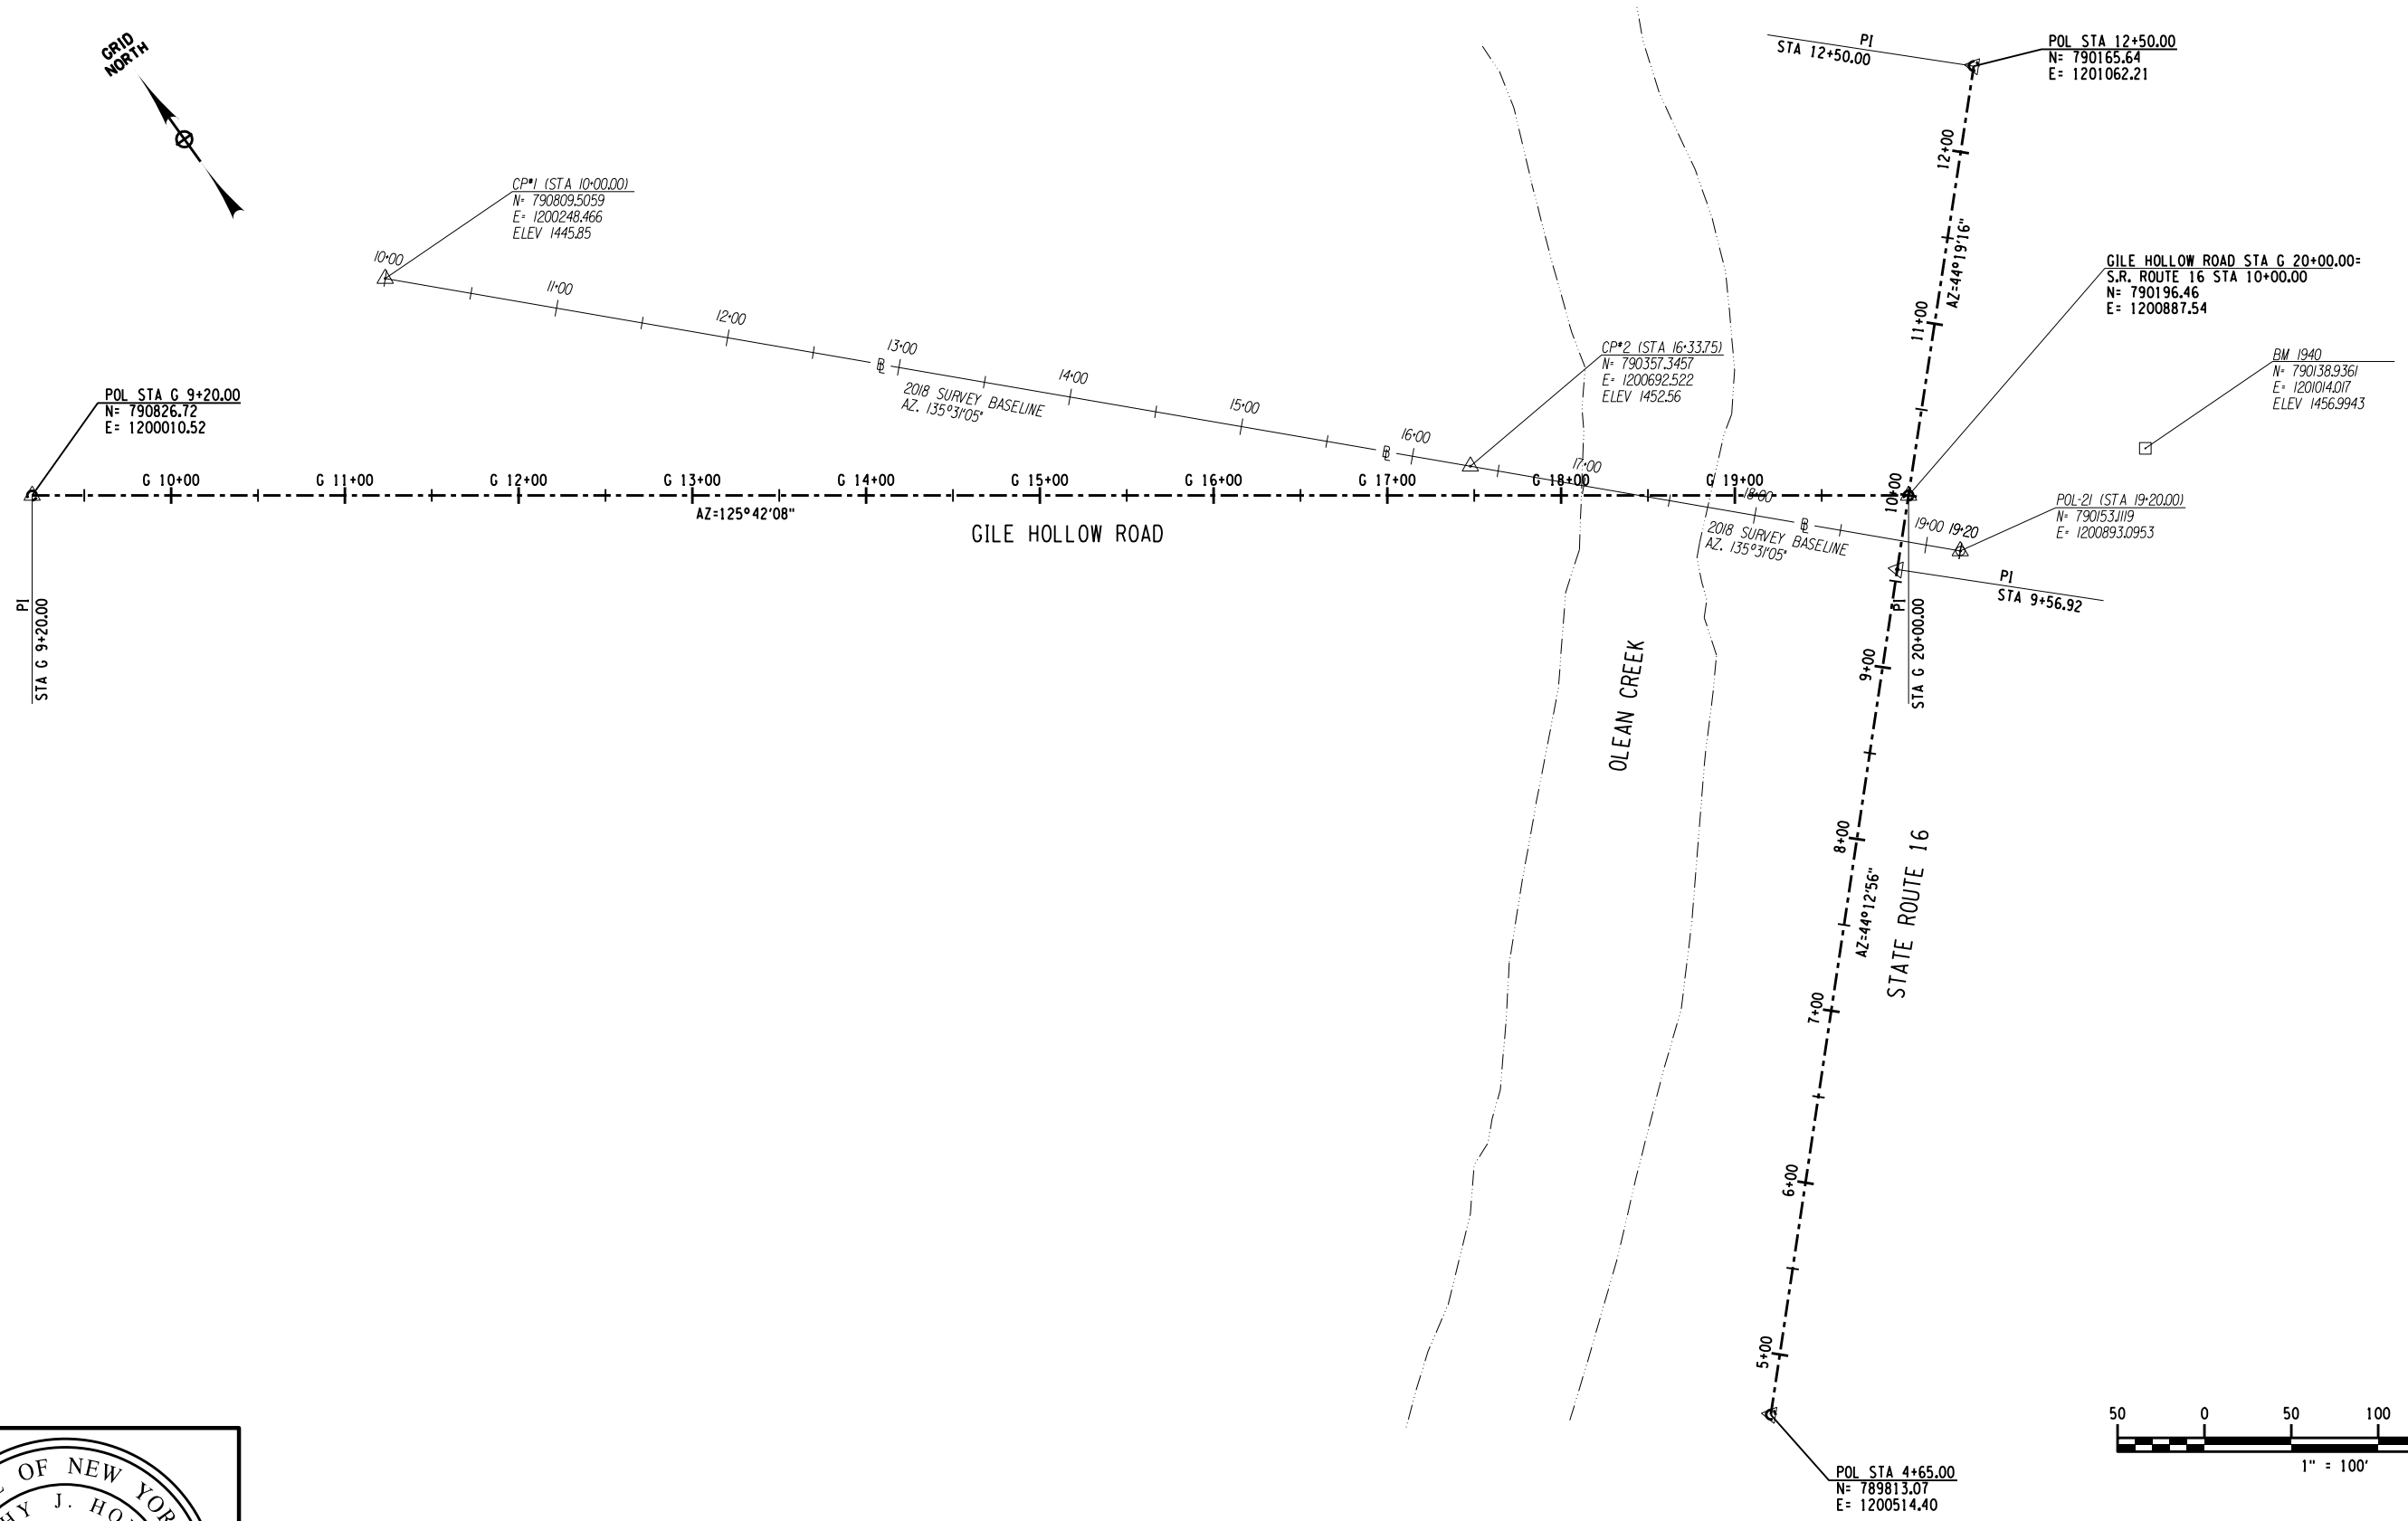 GRID
NORTH
PI
STA 12+50.00
POL STA 12+50.00
N= 790165.64
E= 1201062.21
12+00
AZ=44°19'16"
11+00
10+00
CP#1 (STA 10+00.00)
N= 790809.5059
E= 1200248.466
ELEV 1445.85
10+00
11+00
12+00
13+00
14+00
15+00
16+00
17+00
18+00
19+00 19+20
2018 SURVEY BASELINE
AZ. 135°31'05"
GILE HOLLOW ROAD STA G 20+00.00=
S.R. ROUTE 16 STA 10+00.00
N= 790196.46
E= 1200887.54
CP#2 (STA 16+33.75)
N= 790357.3457
E= 1200692.522
ELEV 1452.56
BM 1940
N= 790138.9361
E= 1201014.017
ELEV 1456.9943
POL STA G 9+20.00
N= 790826.72
E= 1200010.52
G 10+00
G 11+00
G 12+00
G 13+00
G 14+00
G 15+00
G 16+00
G 17+00
G 18+00
G 19+00
AZ=125°42'08"
GILE HOLLOW ROAD
2018 SURVEY BASELINE
AZ. 135°31'05"
POL-21 (STA 19+20.00)
N= 790153.1119
E= 1200893.0953
PI
STA 9+56.92
PI
STA G 9+20.00
PI
STA G 20+00.00
OLEAN CREEK
9+00
8+00
AZ=44°12'56"
STATE ROUTE 16
7+00
6+00
5+00
POL STA 4+65.00
N= 789813.07
E= 1200514.40
50 0 50 100
1" = 100'
OF NEW YOR
HY J. HO